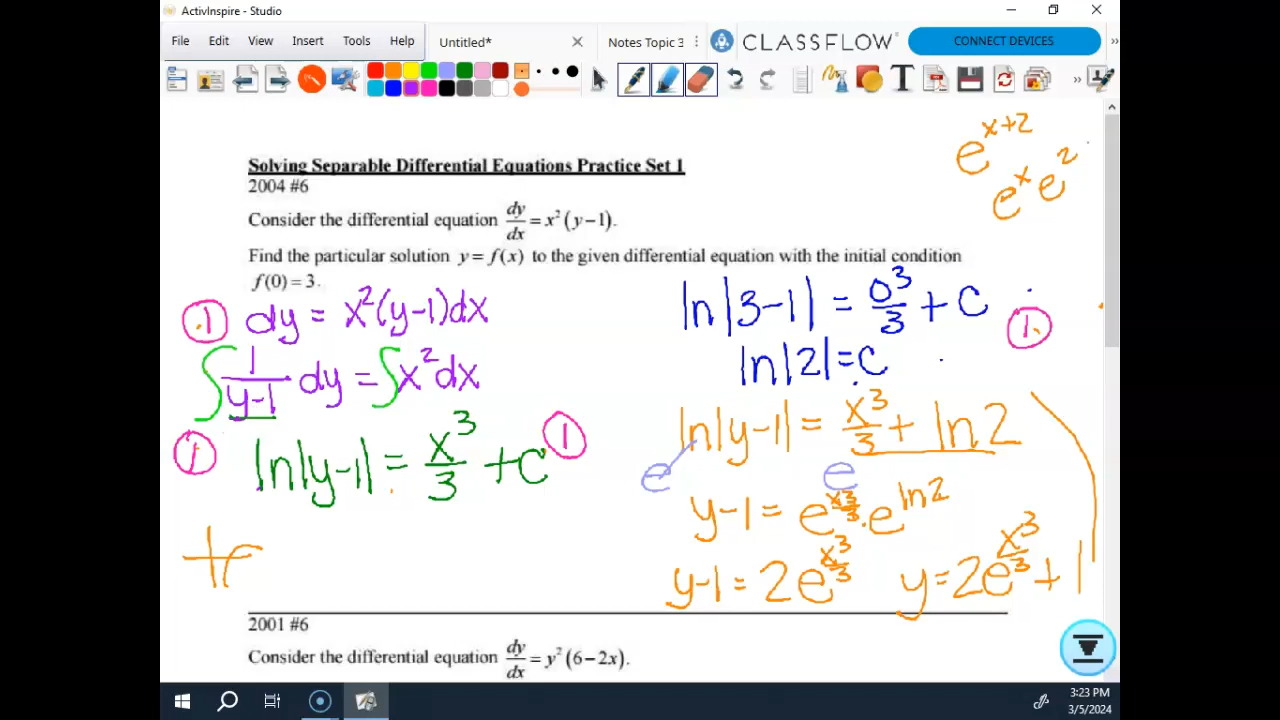 ActivInspire - Studio
File Edit View Insert Tools Help Untitled* Notes Topic 3 CLASSFLOW CONNECT DEVICES
e^{x+2}
e^x e^2
Solving Separable Differential Equations Practice Set 1
2004 #6
Consider the differential equation dy/dx = x²(y−1).
Find the particular solution y = f(x) to the given differential equation with the initial condition
f(0) = 3.
1 dy = x²(y-1)dx
∫ 1/(y-1) dy = ∫ x² dx
1 ln|y-1| = x³/3 + C 1
ln|3-1| = 0³/3 + C 1
ln|2| = C
ln|y-1| = x³/3 + ln2
e e
y-1 = e^{x³/3} · e^{ln2}
y-1 = 2e^{x³/3} y = 2e^{x³/3} + 1
2001 #6
Consider the differential equation dy/dx = y²(6−2x).
3:23 PM
3/5/2024